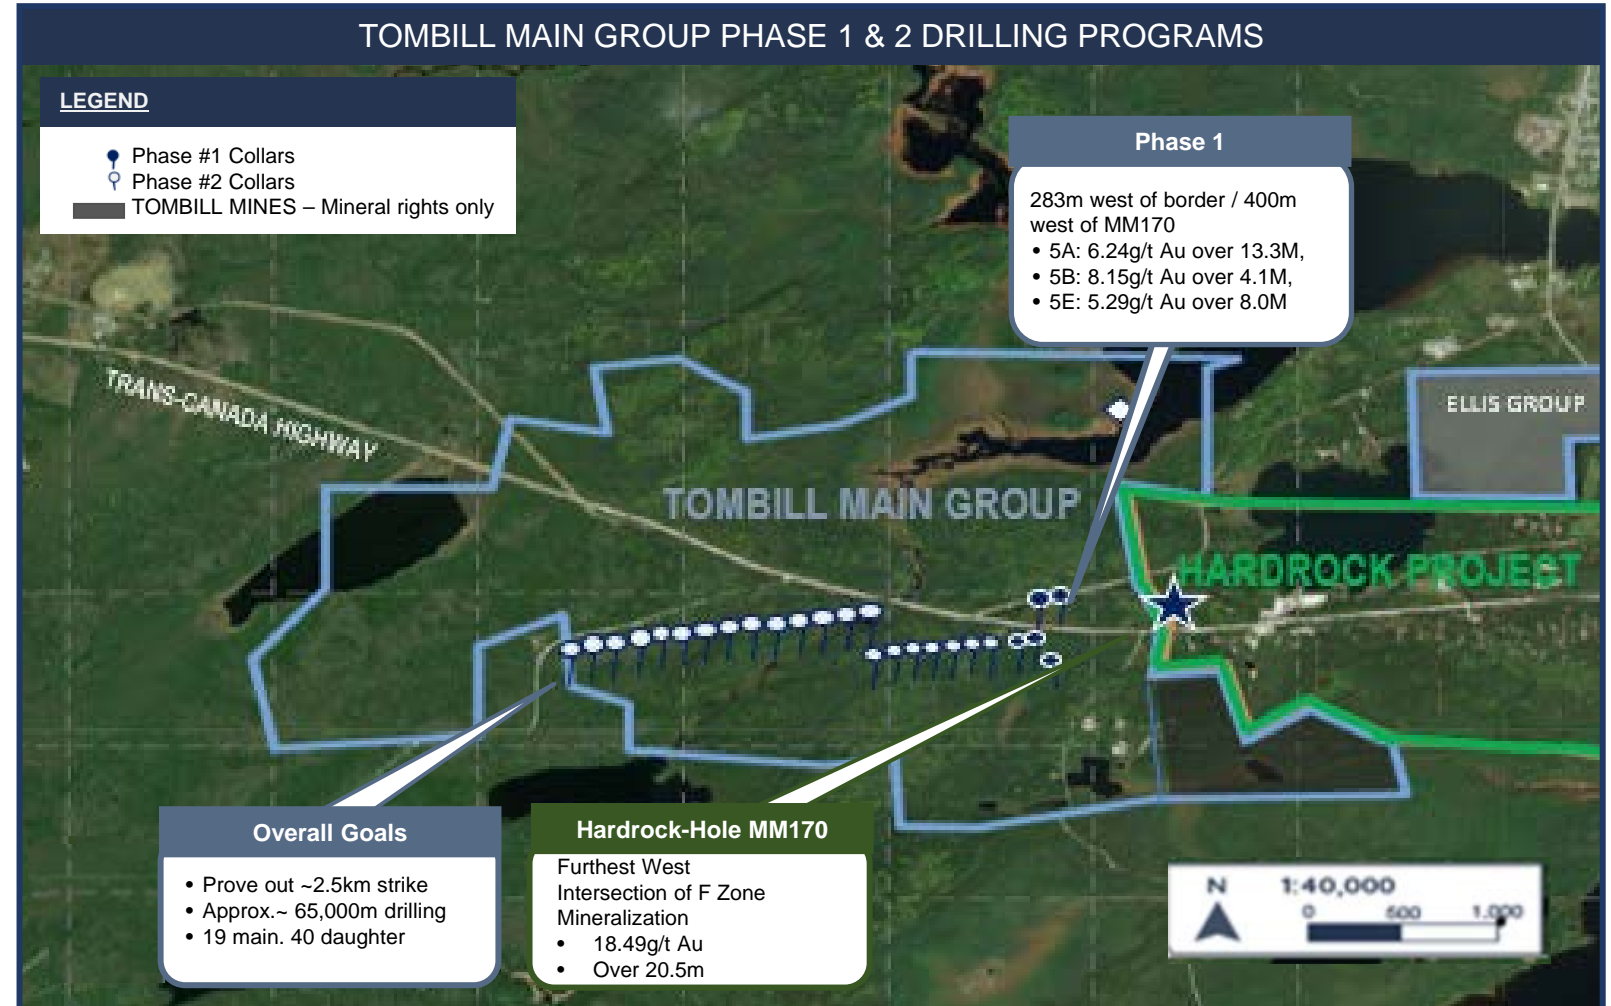 TOMBILL MAIN GROUP PHASE 1 & 2 DRILLING PROGRAMS
LEGEND
Phase #1 Collars
Phase #2 Collars
TOMBILL MINES – Mineral rights only
Phase 1
283m west of border / 400m
west of MM170
• 5A: 6.24g/t Au over 13.3M,
• 5B: 8.15g/t Au over 4.1M,
• 5E: 5.29g/t Au over 8.0M
TRANS-CANADA HIGHWAY
ELLIS GROUP
TOMBILL MAIN GROUP
HARDROCK PROJECT
Overall Goals
• Prove out ~2.5km strike
• Approx.~ 65,000m drilling
• 19 main. 40 daughter
Hardrock-Hole MM170
Furthest West
Intersection of F Zone
Mineralization
• 18.49g/t Au
• Over 20.5m
N 1:40,000
0 500 1,000